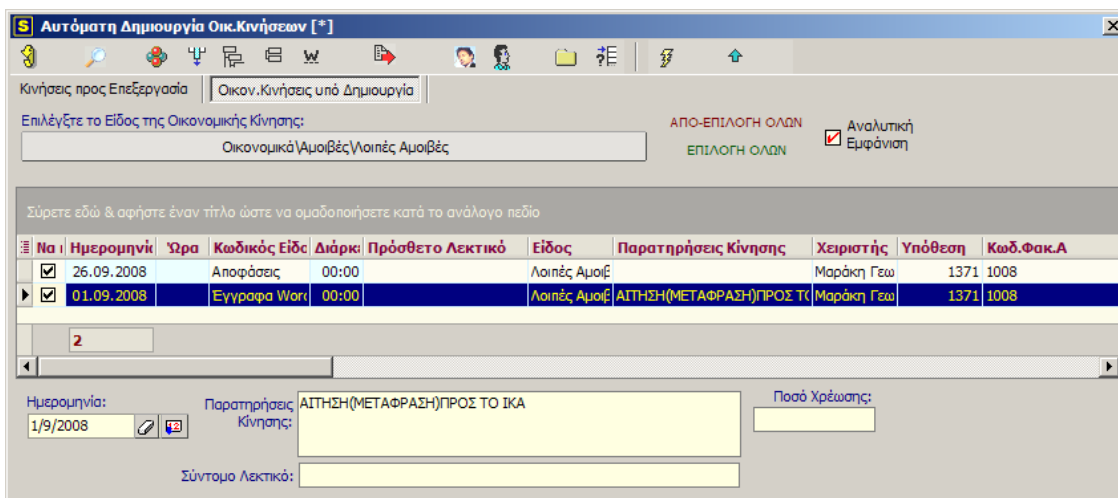 S Αυτόματη Δημιουργία Οικ.Κινήσεων [*]
Κινήσεις προς Επεξεργασία Οικον.Κινήσεις υπό Δημιουργία
Επιλέγξτε το Είδος της Οικονομικής Κίνησης:
Οικονομικά\Αμοιβές\Λοιπές Αμοιβές
ΑΠΟ-ΕΠΙΛΟΓΗ ΟΛΩΝ
ΕΠΙΛΟΓΗ ΟΛΩΝ
Αναλυτική
Εμφάνιση
Σύρετε εδώ & αφήστε έναν τίτλο ώστε να ομαδοποιήσετε κατά το ανάλογο πεδίο
Να Ημερομηνί Ώρα Κωδικός Είδο Διάρκ Πρόσθετο Λεκτικό Είδος Παρατηρήσεις Κίνησης Χειριστής Υπόθεση Κωδ.Φακ.Α
26.09.2008 Αποφάσεις 00:00 Λοιπές Αμοιβ Μαράκη Γεω 1371 1008
01.09.2008 Έγγραφα Word 00:00 Λοιπές Αμοιβ ΑΙΤΗΣΗ(ΜΕΤΑΦΡΑΣΗ)ΠΡΟΣ ΤΟ Μαράκη Γεω 1371 1008
2
Ημερομηνία:
1/9/2008
Παρατηρήσεις
Κίνησης:
ΑΙΤΗΣΗ(ΜΕΤΑΦΡΑΣΗ)ΠΡΟΣ ΤΟ ΙΚΑ
Ποσό Χρέωσης:
Σύντομο Λεκτικό: